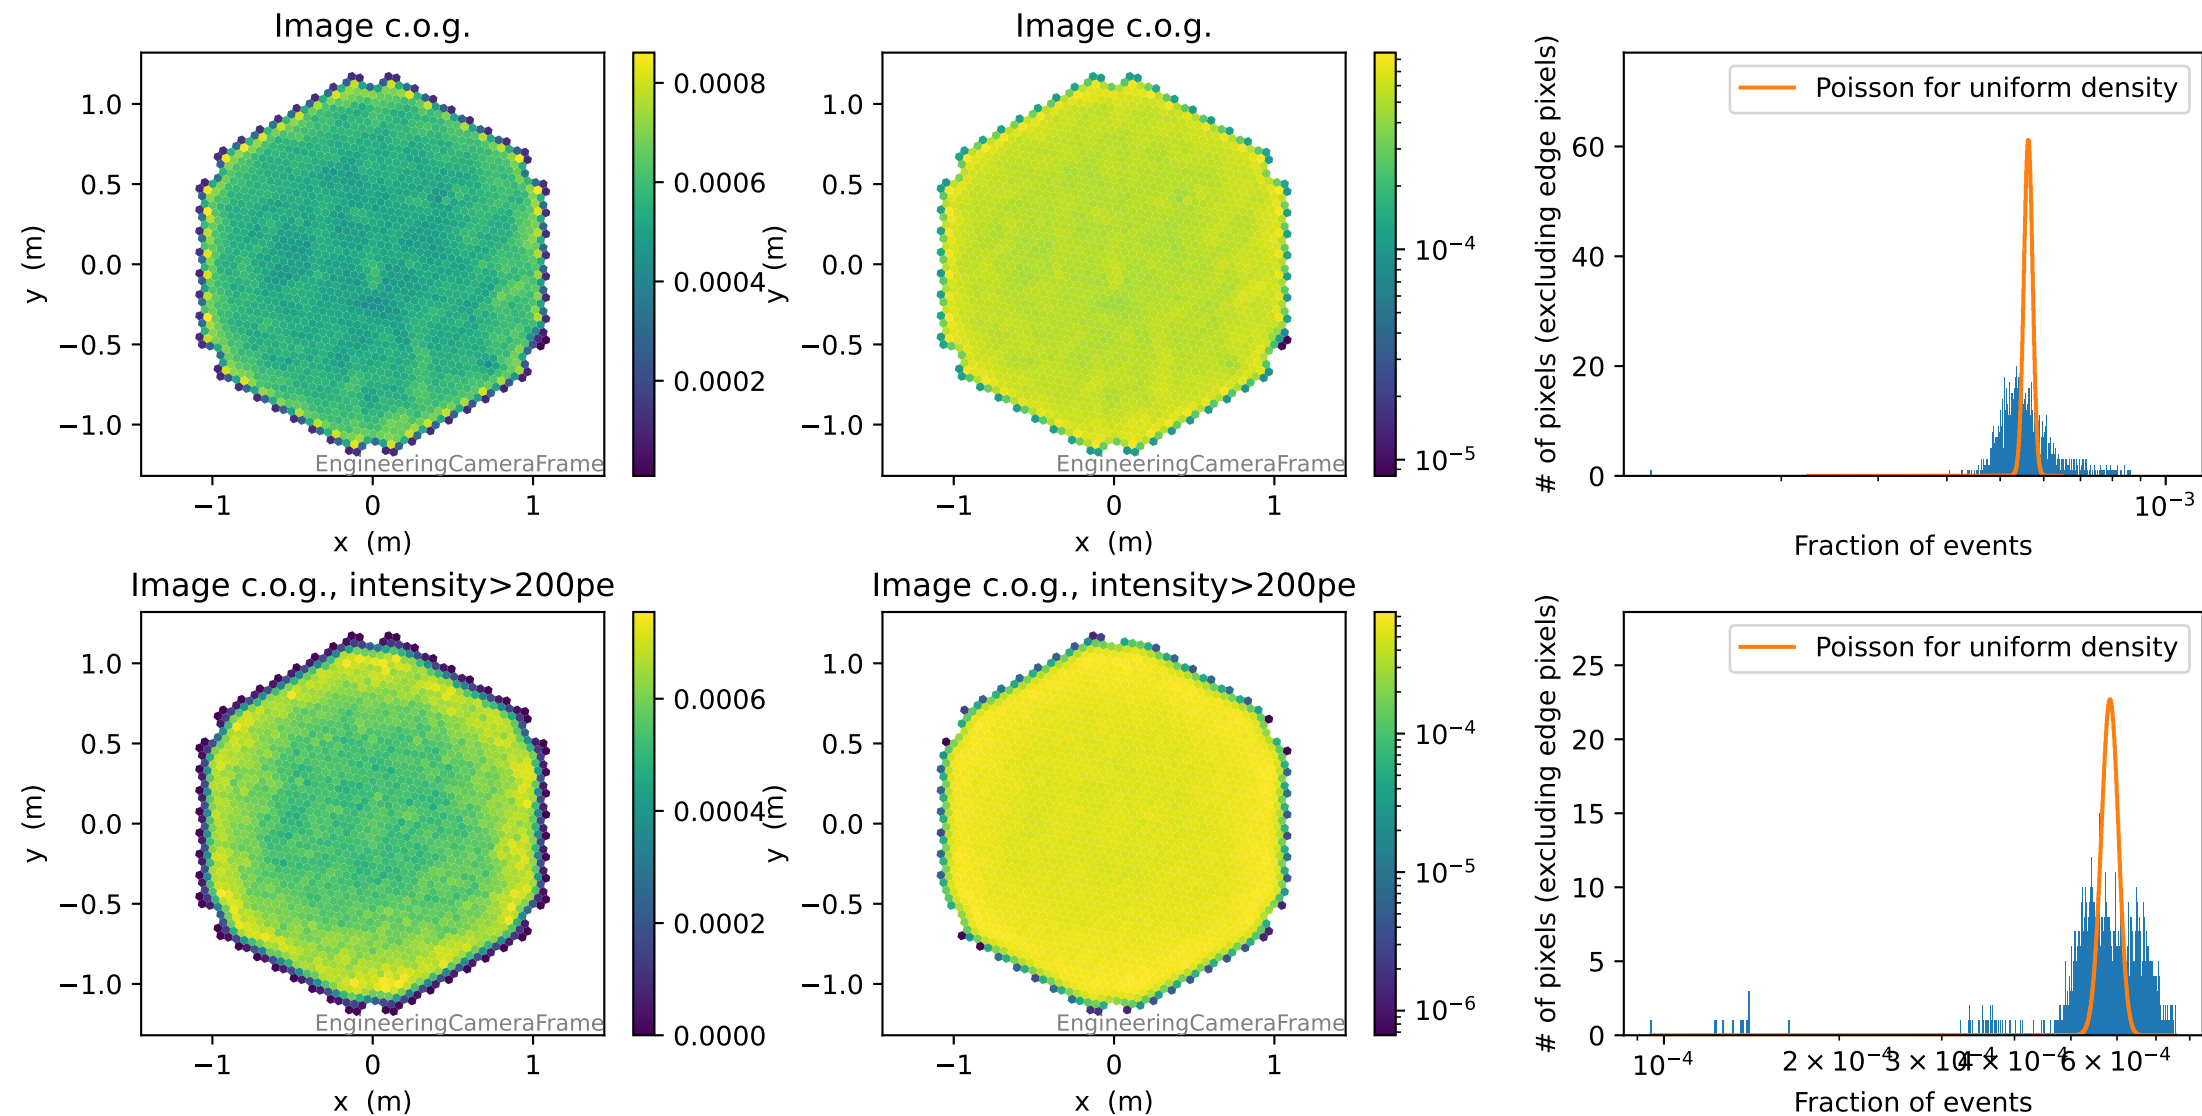 Image c.o.g.
y (m)
1.0
0.5
0.0
−0.5
−1.0
−1
0
1
x (m)
EngineeringCameraFrame
0.0008
0.0006
0.0004
0.0002
Image c.o.g.
y (m)
1.0
0.5
0.0
−0.5
−1.0
−1
0
1
x (m)
EngineeringCameraFrame
10−4
10−5
# of pixels (excluding edge pixels)
60
40
20
0
Poisson for uniform density
10−3
Fraction of events
Image c.o.g., intensity>200pe
y (m)
1.0
0.5
0.0
−0.5
−1.0
−1
0
1
x (m)
EngineeringCameraFrame
0.0006
0.0004
0.0002
0.0000
Image c.o.g., intensity>200pe
y (m)
1.0
0.5
0.0
−0.5
−1.0
−1
0
1
x (m)
EngineeringCameraFrame
10−4
10−5
10−6
# of pixels (excluding edge pixels)
25
20
15
10
5
0
Poisson for uniform density
10−4
2 × 10−4
3 × 10−4
4 × 10−4
6 × 10−4
Fraction of events